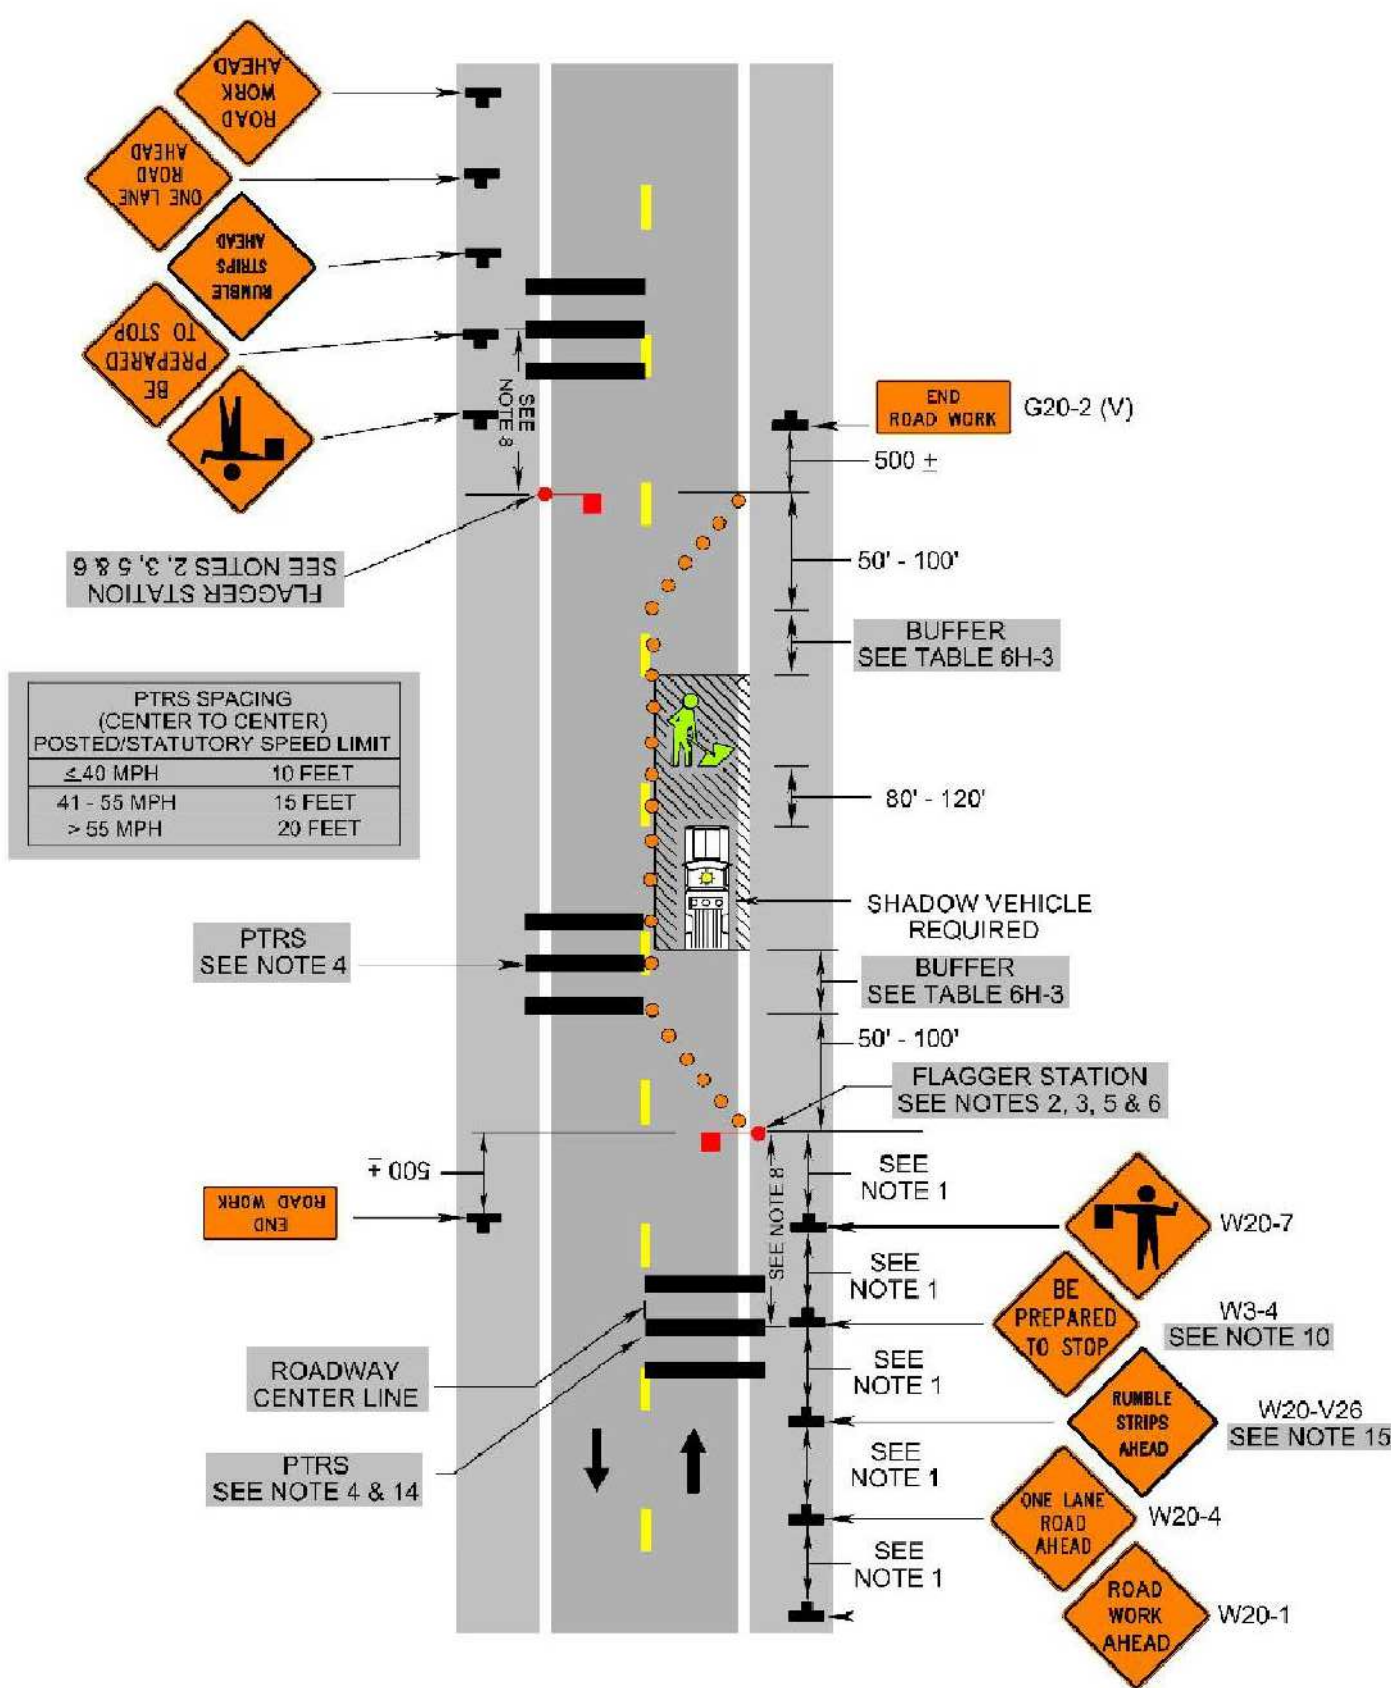 ROAD
WORK
AHEAD
ONE LANE
ROAD
AHEAD
RUMBLE
STRIPS
AHEAD
BE
PREPARED
TO STOP
SEE
NOTE 8
FLAGGER STATION
SEE NOTES 2, 3, 5 & 6
END
ROAD WORK
G20-2 (V)
500 ±
50' - 100'
BUFFER
SEE TABLE 6H-3
PTRS SPACING
(CENTER TO CENTER)
POSTED/STATUTORY SPEED LIMIT
≤40 MPH 10 FEET
41 - 55 MPH 15 FEET
> 55 MPH 20 FEET
80' - 120'
SHADOW VEHICLE
REQUIRED
PTRS
SEE NOTE 4
BUFFER
SEE TABLE 6H-3
50' - 100'
FLAGGER STATION
SEE NOTES 2, 3, 5 & 6
500 ±
END
ROAD WORK
SEE NOTE 8
SEE
NOTE 1
W20-7
SEE
NOTE 1
BE
PREPARED
TO STOP
W3-4
SEE NOTE 10
ROADWAY
CENTER LINE
SEE
NOTE 1
RUMBLE
STRIPS
AHEAD
W20-V26
SEE NOTE 15
PTRS
SEE NOTE 4 & 14
SEE
NOTE 1
ONE LANE
ROAD
AHEAD
W20-4
SEE
NOTE 1
ROAD
WORK
AHEAD
W20-1